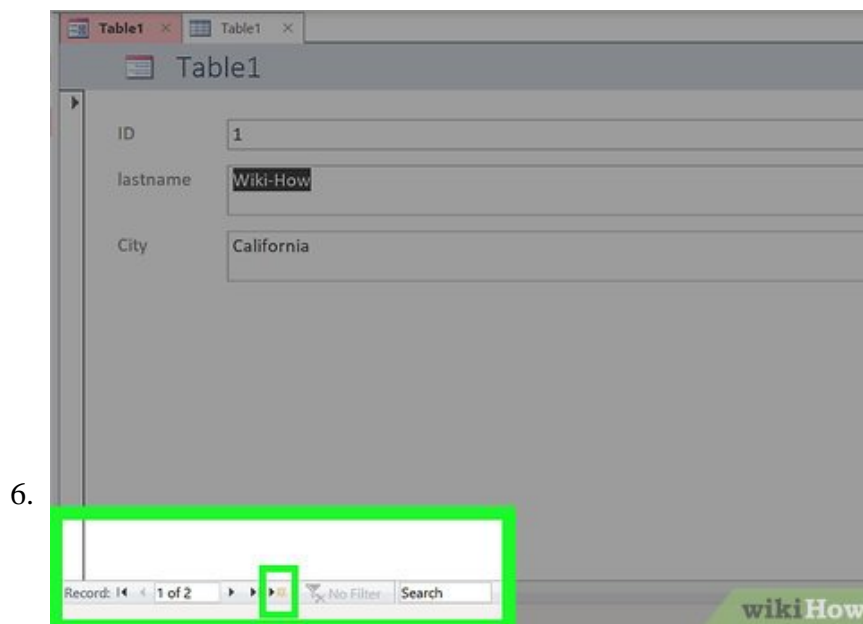 Table1 Table1
Table1
ID 1
lastname Wiki-How
City California
6.
Record: 1 of 2 No Filter Search
wikiHow